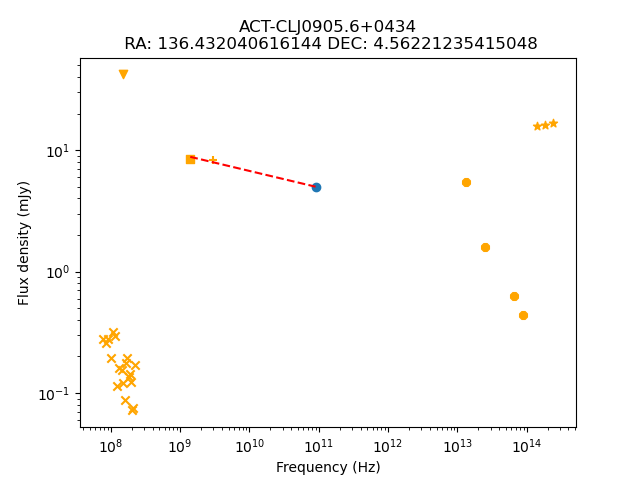 ACT-CLJ0905.6+0434
RA: 136.432040616144 DEC: 4.56221235415048
Flux density (mJy)
10¹
10⁰
10⁻¹
10⁸ 10⁹ 10¹⁰ 10¹¹ 10¹² 10¹³ 10¹⁴
Frequency (Hz)